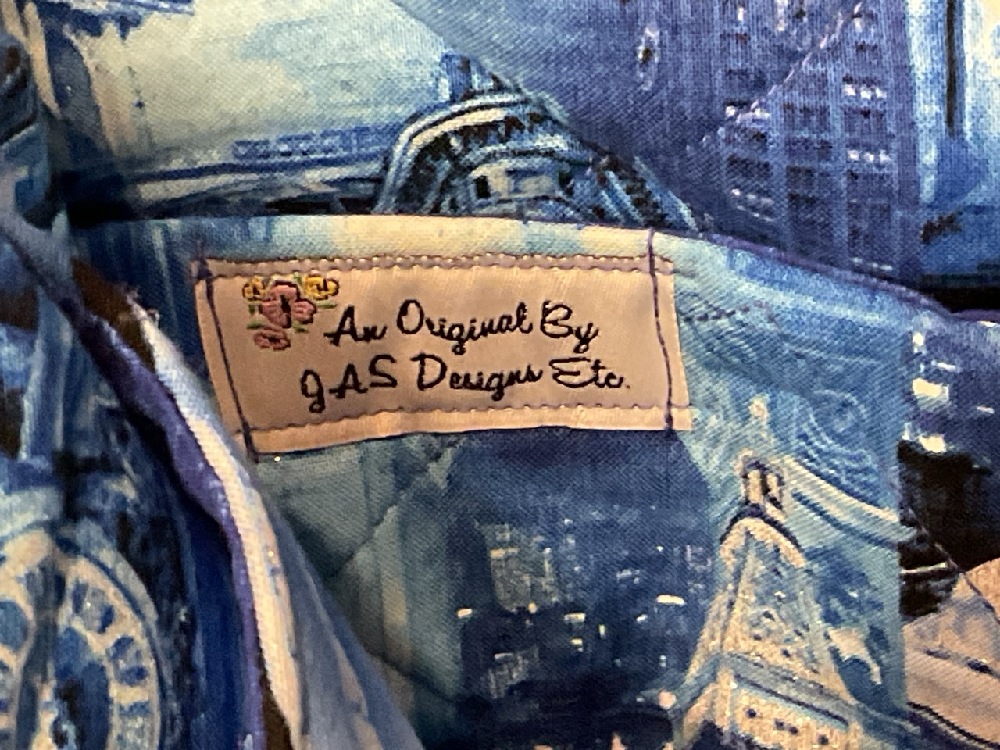 An Original By
JAS Designs Etc.